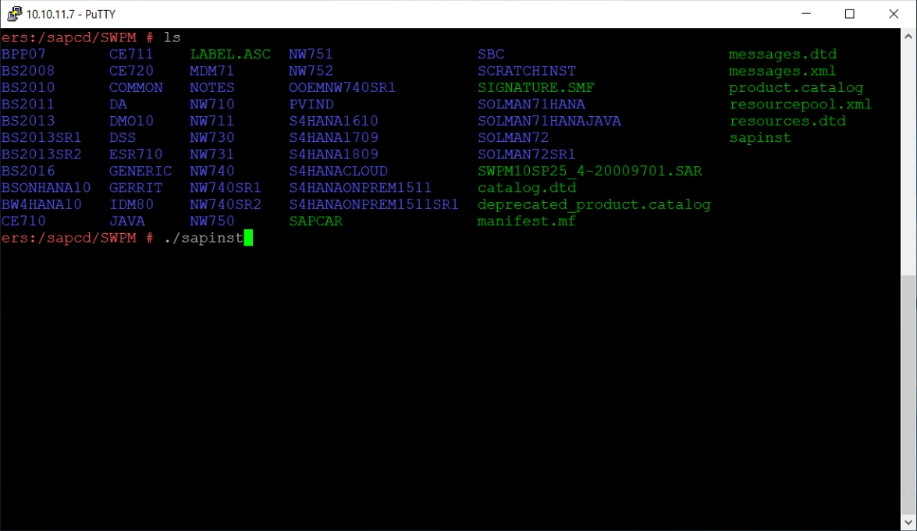 10.10.11.7 - PuTTY
ers:/sapcd/SWPM # ls
BPP07 CE711 LABEL.ASC NW751 SBC messages.dtd
BS2008 CE720 MDM71 NW752 SCRATCHINST messages.xml
BS2010 COMMON NOTES OOEMNW740SR1 SIGNATURE.SMF product.catalog
BS2011 DA NW710 PVIND SOLMAN71HANA resourcepool.xml
BS2013 DMO10 NW711 S4HANA1610 SOLMAN71HANAJAVA resources.dtd
BS2013SR1 DSS NW730 S4HANA1709 SOLMAN72 sapinst
BS2013SR2 ESR710 NW731 S4HANA1809 SOLMAN72SR1
BS2016 GENERIC NW740 S4HANACLOUD SWPM10SP25_4-20009701.SAR
BSONHANA10 GERRIT NW740SR1 S4HANAONPREM1511 catalog.dtd
BW4HANA10 IDM80 NW740SR2 S4HANAONPREM1511SR1 deprecated_product.catalog
CE710 JAVA NW750 SAPCAR manifest.mf
ers:/sapcd/SWPM # ./sapinst